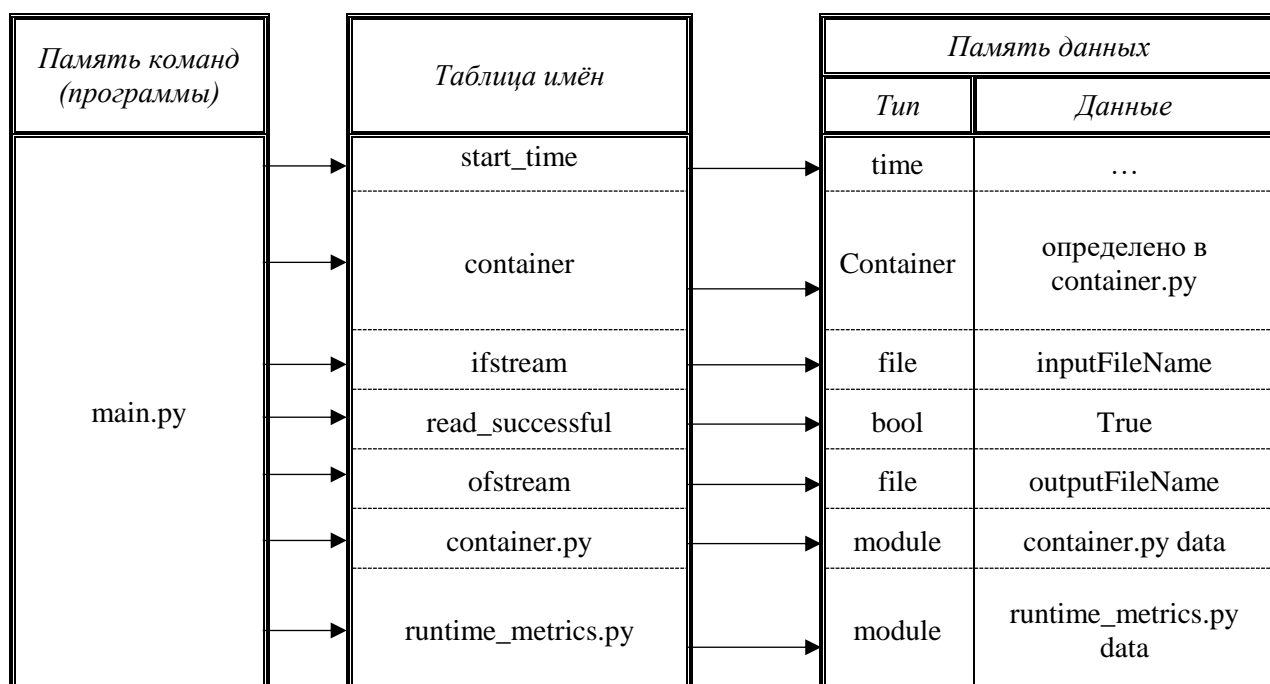 Память команд
(программы)
Таблица имён
Память данных
Тип
Данные
main.py
start_time
time
…
container
Container
определено в
container.py
ifstream
file
inputFileName
read_successful
bool
True
ofstream
file
outputFileName
container.py
module
container.py data
runtime_metrics.py
module
runtime_metrics.py
data